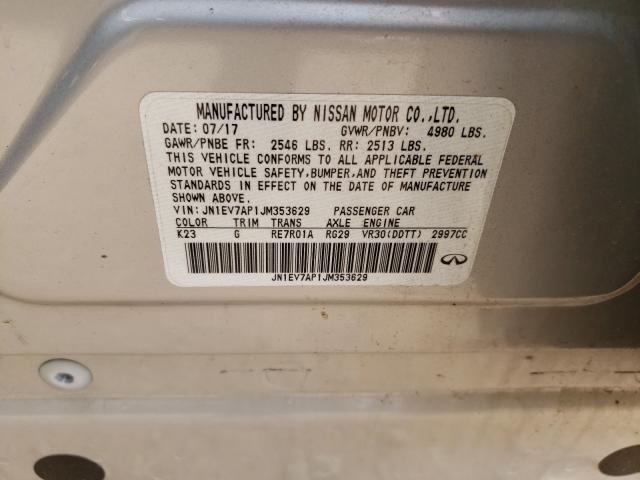 MANUFACTURED BY NISSAN MOTOR CO.,LTD.
DATE: 07/17 GVWR/PNBV: 4980 LBS.
GAWR/PNBE FR: 2546 LBS. RR: 2513 LBS.
THIS VEHICLE CONFORMS TO ALL APPLICABLE FEDERAL
MOTOR VEHICLE SAFETY,BUMPER,AND THEFT PREVENTION
STANDARDS IN EFFECT ON THE DATE OF MANUFACTURE
SHOWN ABOVE.
VIN: JN1EV7AP1JM353629 PASSENGER CAR
COLOR TRIM TRANS AXLE ENGINE
K23 G RE7R01A RG29 VR30(DDTT) 2997CC
JN1EV7AP1JM353629